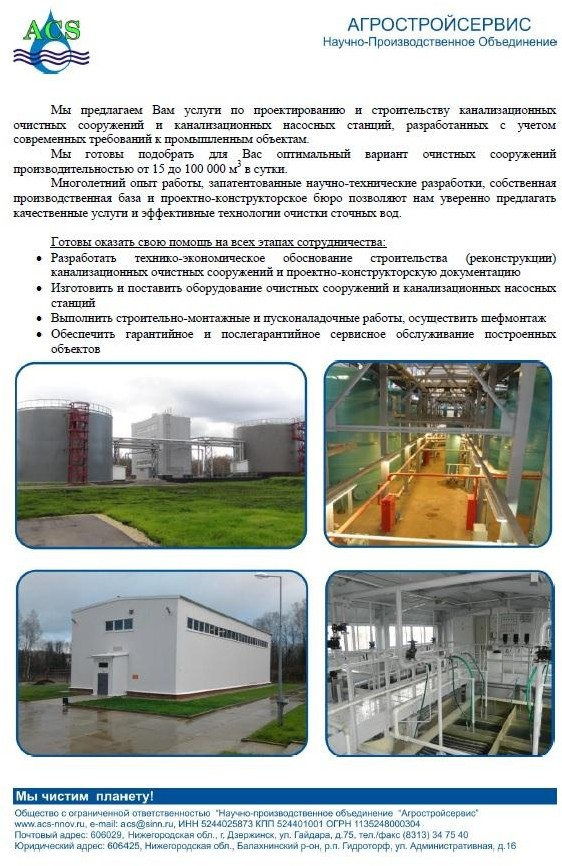 ACS
АГРОСТРОЙСЕРВИС
Научно-Производственное Объединение
Мы предлагаем Вам услуги по проектированию и строительству канализационных
очистных сооружений и канализационных насосных станций, разработанных с учетом
современных требований к промышленным объектам.
Мы готовы подобрать для Вас оптимальный вариант очистных сооружений
производительностью от 15 до 100 000 м³ в сутки.
Многолетний опыт работы, запатентованные научно-технические разработки, собственная
производственная база и проектно-конструкторское бюро позволяют нам уверенно предлагать
качественные услуги и эффективные технологии очистки сточных вод.
Готовы оказать свою помощь на всех этапах сотрудничества:
• Разработать технико-экономическое обоснование строительства (реконструкции)
канализационных очистных сооружений и проектно-конструкторскую документацию
• Изготовить и поставить оборудование очистных сооружений и канализационных насосных
станций
• Выполнить строительно-монтажные и пусконаладочные работы, осуществить шефмонтаж
• Обеспечить гарантийное и послегарантийное сервисное обслуживание построенных
объектов
Мы чистим планету!
Общество с ограниченной ответственностью "Научно-производственное объединение "Агростройсервис"
www.acs-nnov.ru, e-mail: acs@sinn.ru, ИНН 5244025873 КПП 524401001 ОГРН 1135248000304
Почтовый адрес: 606029, Нижегородская обл., г. Дзержинск, ул. Гайдара, д.75, тел./факс (8313) 34 75 40
Юридический адрес: 606425, Нижегородская обл., Балахнинский р-он, р.п. Гидроторф, ул. Административная, д.16